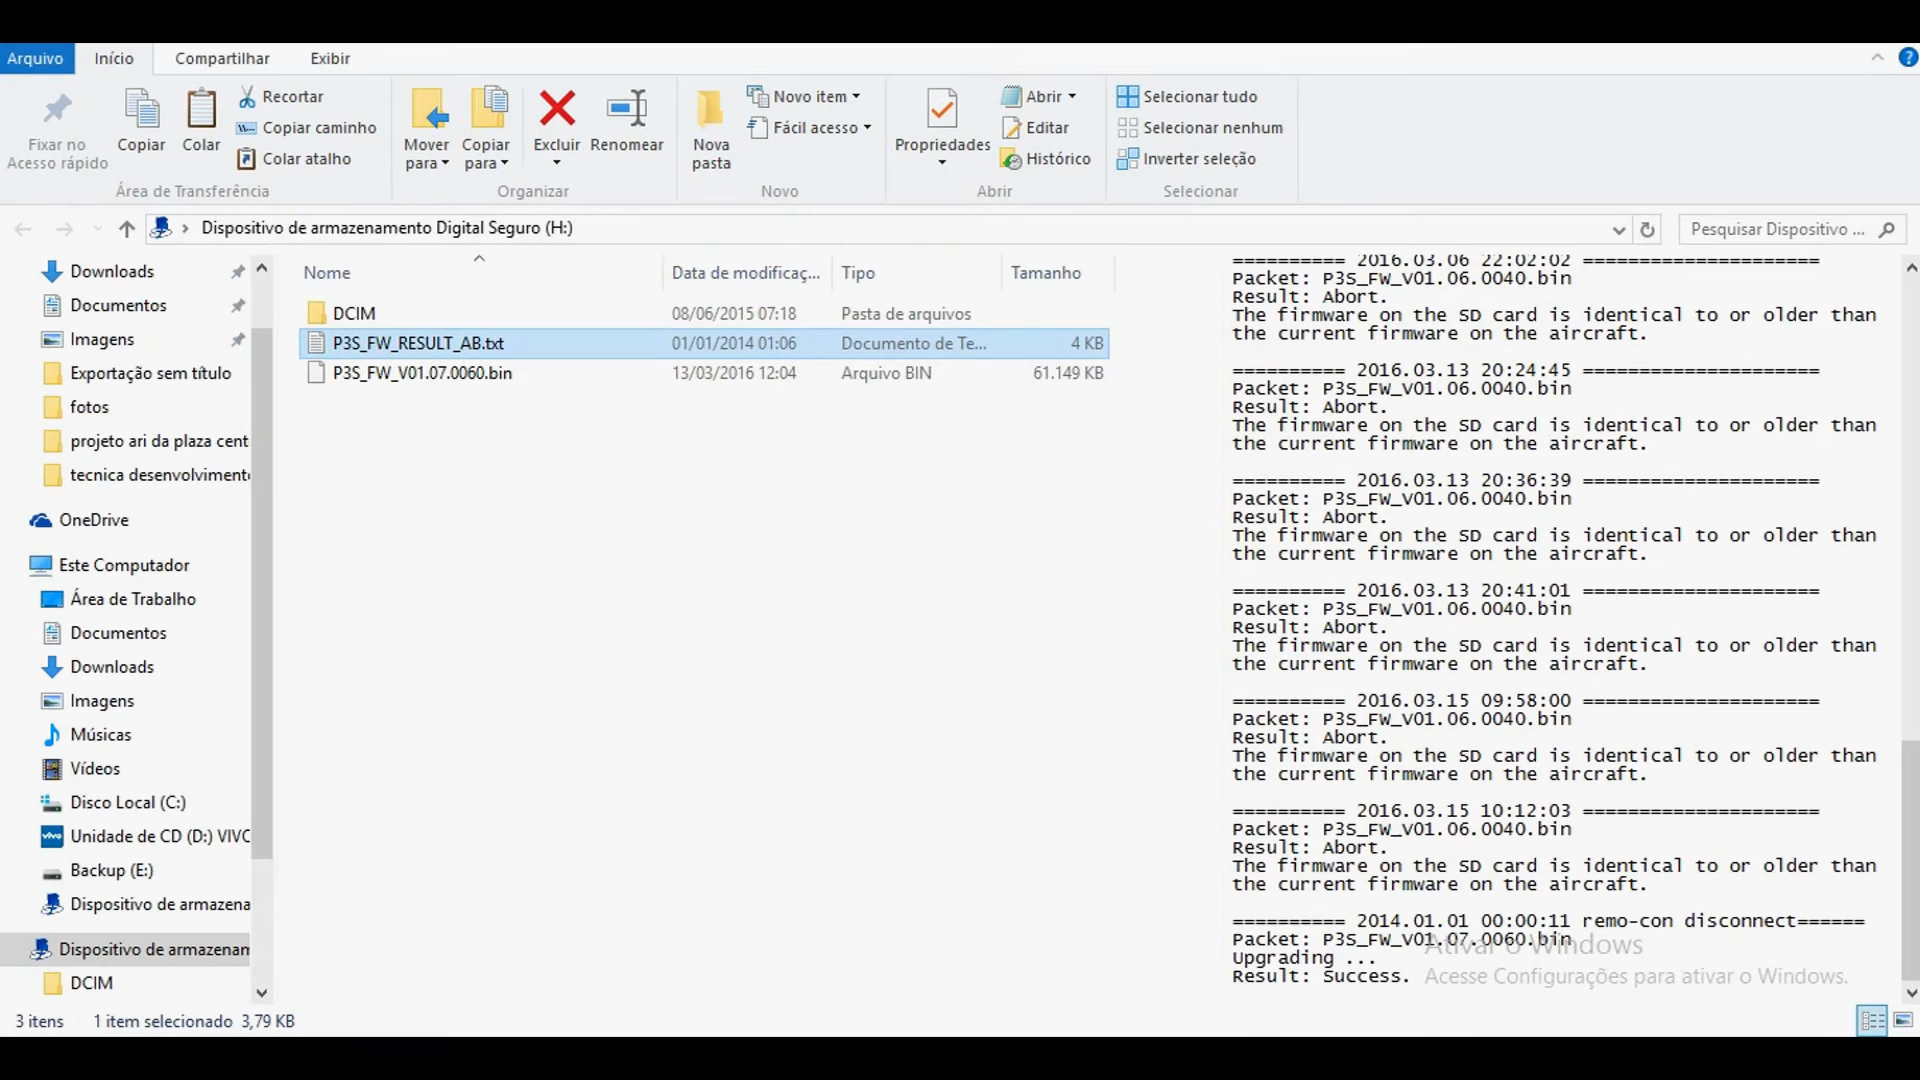 Arquivo Início Compartilhar Exibir ?
Fixar no Acesso rápido
Copiar
Colar
Recortar
Copiar caminho
Colar atalho
Área de Transferência
Mover para
Copiar para
Excluir
Renomear
Organizar
Nova pasta
Novo item
Fácil acesso
Novo
Propriedades
Abrir
Editar
Histórico
Abrir
Selecionar tudo
Selecionar nenhum
Inverter seleção
Selecionar
Dispositivo de armazenamento Digital Seguro (H:)
Pesquisar Dispositivo ...
Downloads
Documentos
Imagens
Exportação sem título
fotos
projeto ari da plaza cent
tecnica desenvolviment
OneDrive
Este Computador
Área de Trabalho
Documentos
Downloads
Imagens
Músicas
Vídeos
Disco Local (C:)
vivo Unidade de CD (D:) VIVO
Backup (E:)
Dispositivo de armazena
Dispositivo de armazenam
DCIM
Nome Data de modificaç... Tipo Tamanho
DCIM 08/06/2015 07:18 Pasta de arquivos
P3S_FW_RESULT_AB.txt 01/01/2014 01:06 Documento de Te... 4 KB
P3S_FW_V01.07.0060.bin 13/03/2016 12:04 Arquivo BIN 61.149 KB
========== 2016.03.06 22:02:02 =====================
Packet: P3S_FW_V01.06.0040.bin
Result: Abort.
The firmware on the SD card is identical to or older than
the current firmware on the aircraft.
========== 2016.03.13 20:24:45 =====================
Packet: P3S_FW_V01.06.0040.bin
Result: Abort.
The firmware on the SD card is identical to or older than
the current firmware on the aircraft.
========== 2016.03.13 20:36:39 =====================
Packet: P3S_FW_V01.06.0040.bin
Result: Abort.
The firmware on the SD card is identical to or older than
the current firmware on the aircraft.
========== 2016.03.13 20:41:01 =====================
Packet: P3S_FW_V01.06.0040.bin
Result: Abort.
The firmware on the SD card is identical to or older than
the current firmware on the aircraft.
========== 2016.03.15 09:58:00 =====================
Packet: P3S_FW_V01.06.0040.bin
Result: Abort.
The firmware on the SD card is identical to or older than
the current firmware on the aircraft.
========== 2016.03.15 10:12:03 =====================
Packet: P3S_FW_V01.06.0040.bin
Result: Abort.
The firmware on the SD card is identical to or older than
the current firmware on the aircraft.
========== 2014.01.01 00:00:11 remo-con disconnect======
Packet: P3S_FW_V01.07.0060.bin
Upgrading ...
Result: Success.
Ativar o Windows
Acesse Configurações para ativar o Windows.
3 itens 1 item selecionado 3,79 KB